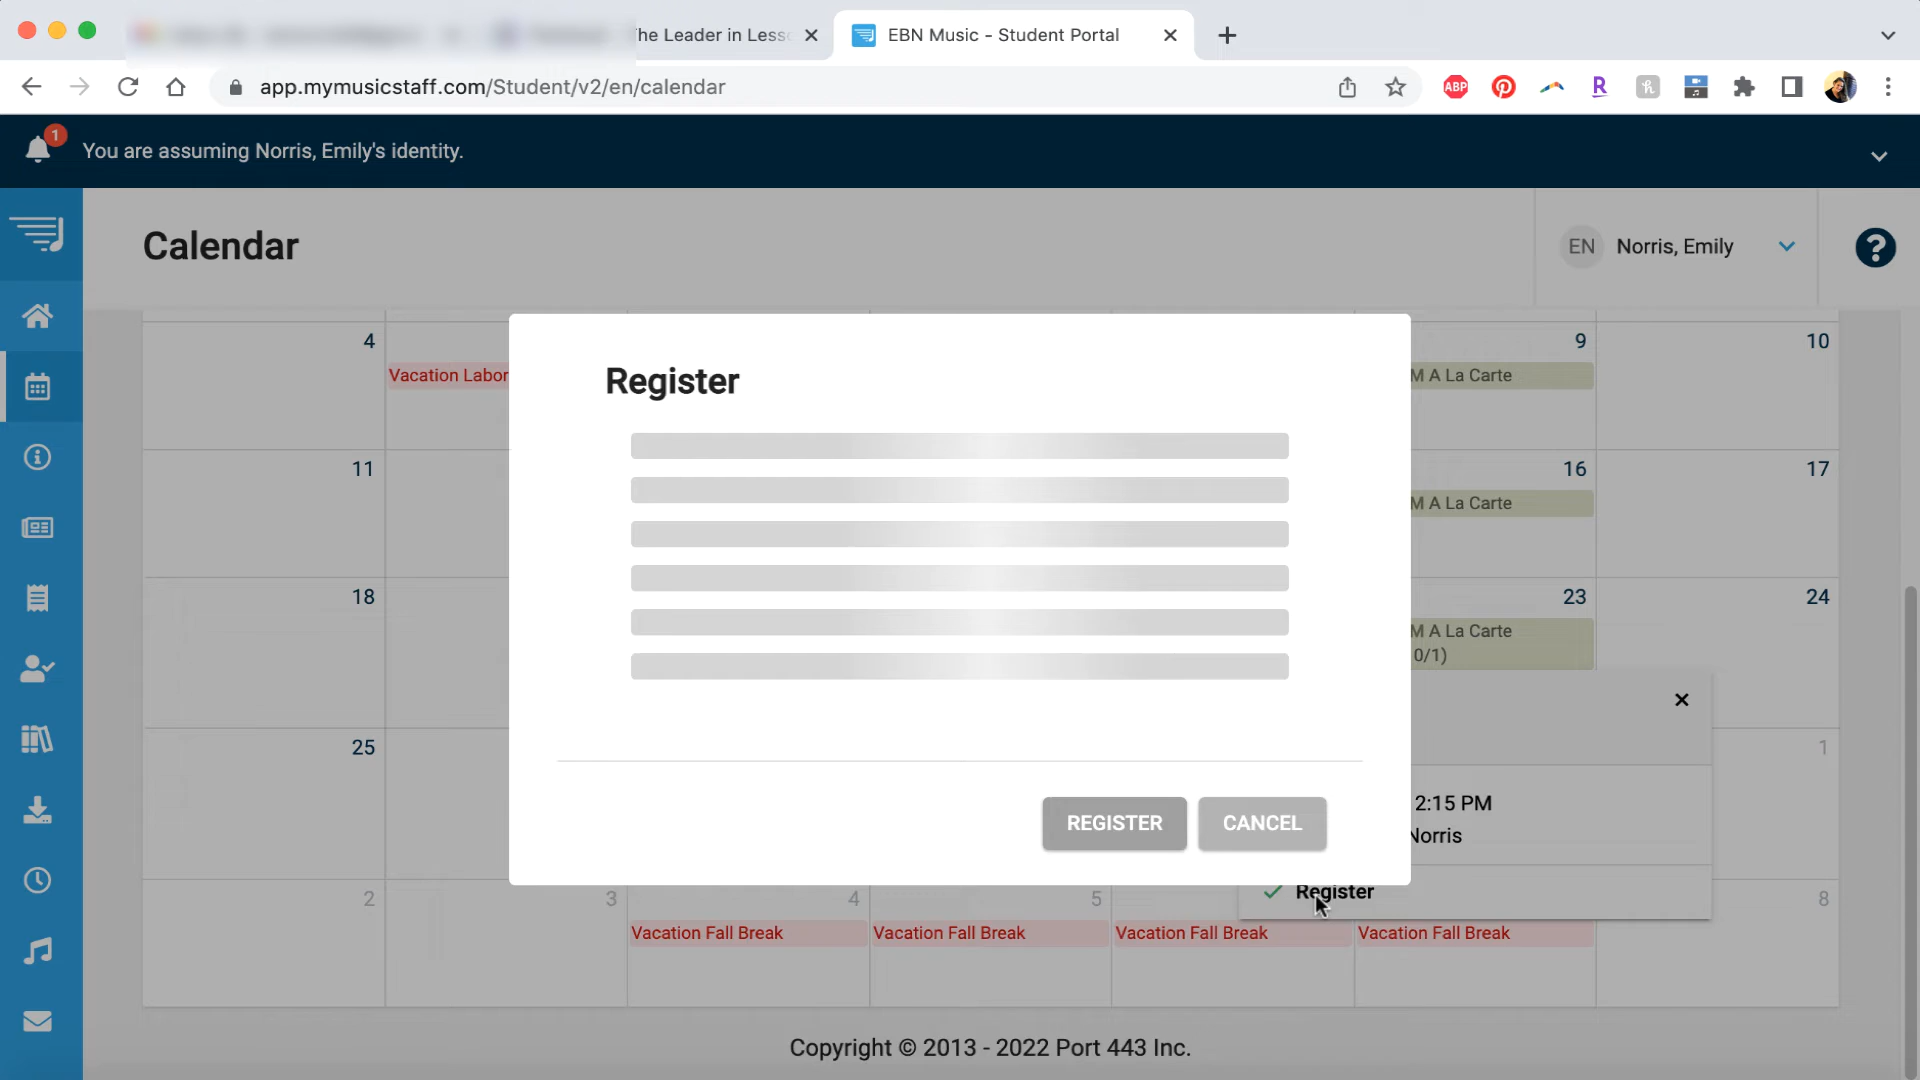 The Leader in Less
EBN Music - Student Portal
app.mymusicstaff.com/Student/v2/en/calendar
ABP
R
h
1
You are assuming Norris, Emily's identity.
Calendar
EN
Norris, Emily
?
4
9
10
Vacation Labor
M A La Carte
11
16
17
M A La Carte
18
23
24
M A La Carte
0/1)
25
1
2:15 PM
Norris
Register
REGISTER
CANCEL
Register
2
3
4
5
8
Vacation Fall Break
Vacation Fall Break
Vacation Fall Break
Vacation Fall Break
Copyright © 2013 - 2022 Port 443 Inc.